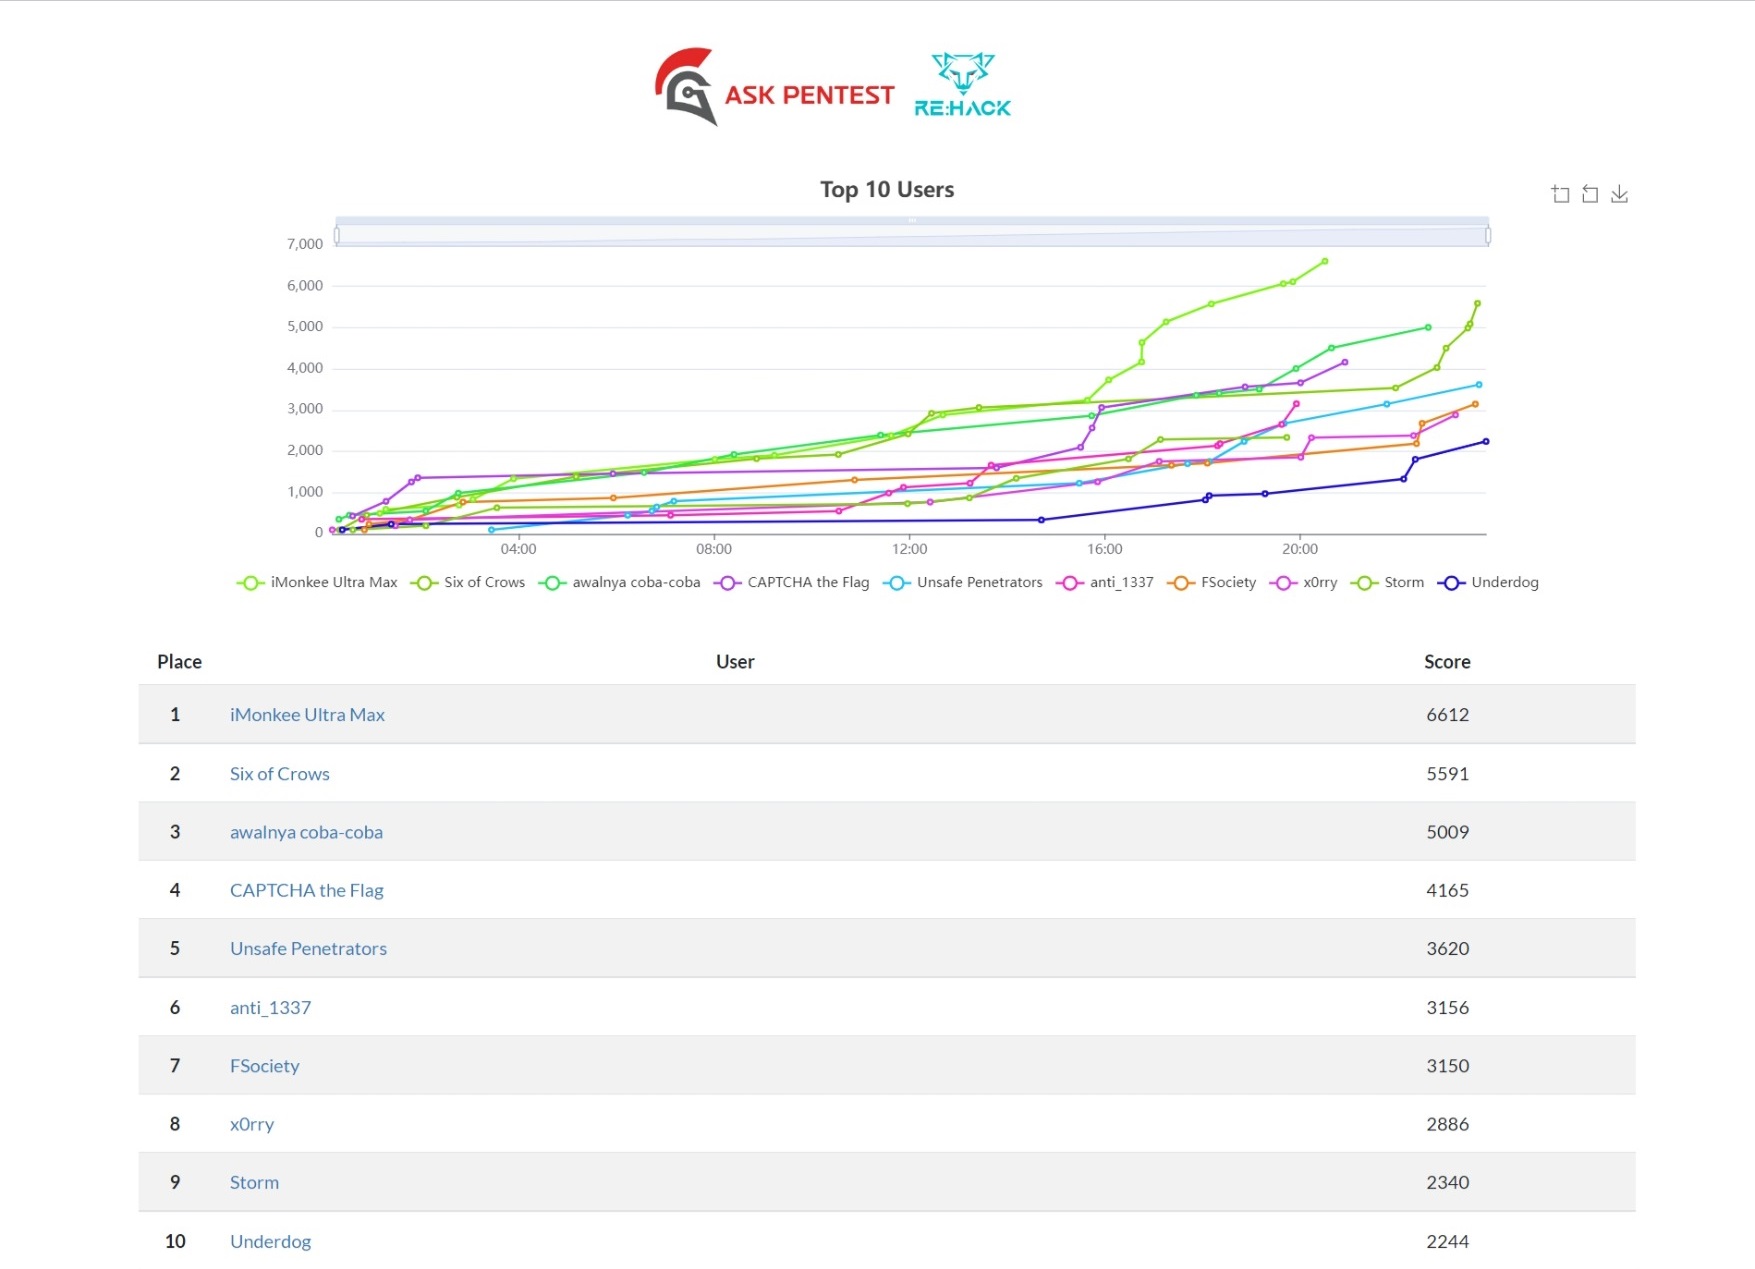 ASK PENTEST
RE:HACK
Top 10 Users
7,000
6,000
5,000
4,000
3,000
2,000
1,000
0
04:00 08:00 12:00 16:00 20:00
iMonkee Ultra Max Six of Crows awalnya coba-coba CAPTCHA the Flag Unsafe Penetrators anti_1337 FSociety x0rry Storm Underdog
Place User Score
1 iMonkee Ultra Max 6612
2 Six of Crows 5591
3 awalnya coba-coba 5009
4 CAPTCHA the Flag 4165
5 Unsafe Penetrators 3620
6 anti_1337 3156
7 FSociety 3150
8 x0rry 2886
9 Storm 2340
10 Underdog 2244